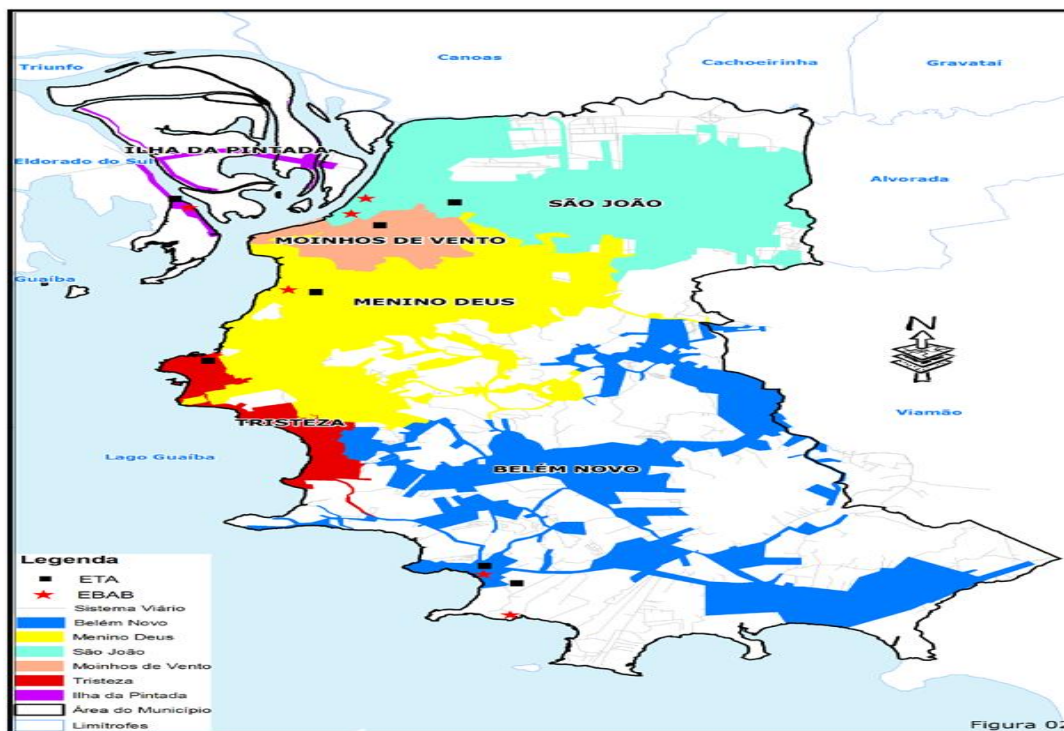 Canoas
Triunfo
Cachoeirinha
Gravataí
ILHA DA PINTADA
Eldorado do Sul
Alvorada
SÃO JOÃO
MOINHOS DE VENTO
Guaíba
MENINO DEUS
N
Viamão
TRISTEZA
Lago Guaíba
BELÉM NOVO
Legenda
ETA
EBAB
Sistema Viário
Belém Novo
Menino Deus
São João
Moinhos de Vento
Tristeza
Ilha da Pintada
Área do Município
Limítrofes
Figura 02